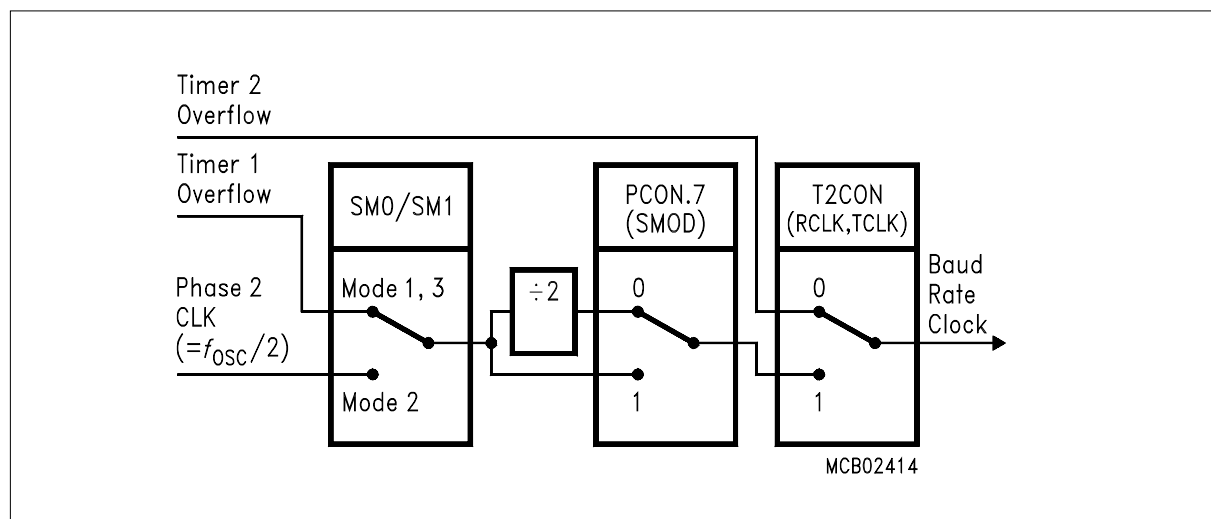 Timer 2
Overflow
Timer 1
Overflow
SM0/SM1
PCON.7
(SMOD)
T2CON
(RCLK,TCLK)
Phase 2
CLK
(=fOSC/2)
Mode 1, 3
Mode 2
÷2
0
1
0
1
Baud
Rate
Clock
MCB02414